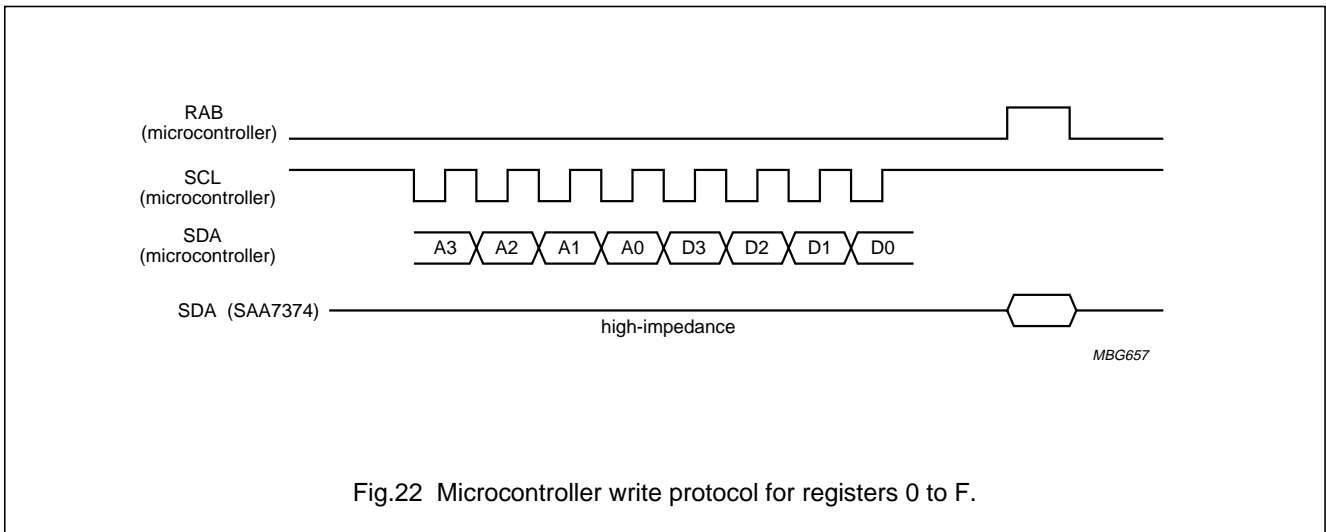 RAB
(microcontroller)
SCL
(microcontroller)
SDA
(microcontroller)
A3 A2 A1 A0 D3 D2 D1 D0
SDA (SAA7374)
high-impedance
MBG657
Fig.22 Microcontroller write protocol for registers 0 to F.